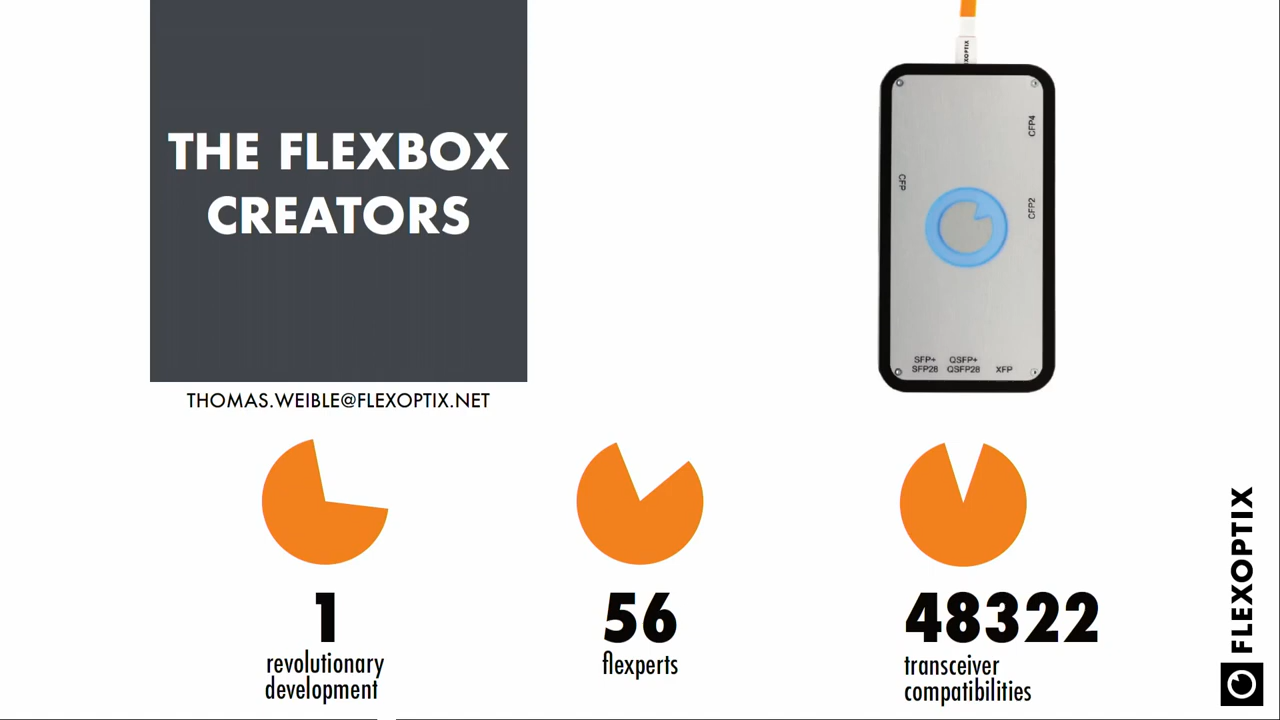 THE FLEXBOX
CREATORS
THOMAS.WEIBLE@FLEXOPTIX.NET
CFP4
CFP
CFP2
SFP+ QSFP+
SFP28 QSFP28 XFP
1
revolutionary
development
56
flexperts
48322
transceiver
compatibilities
FLEXOPTIX